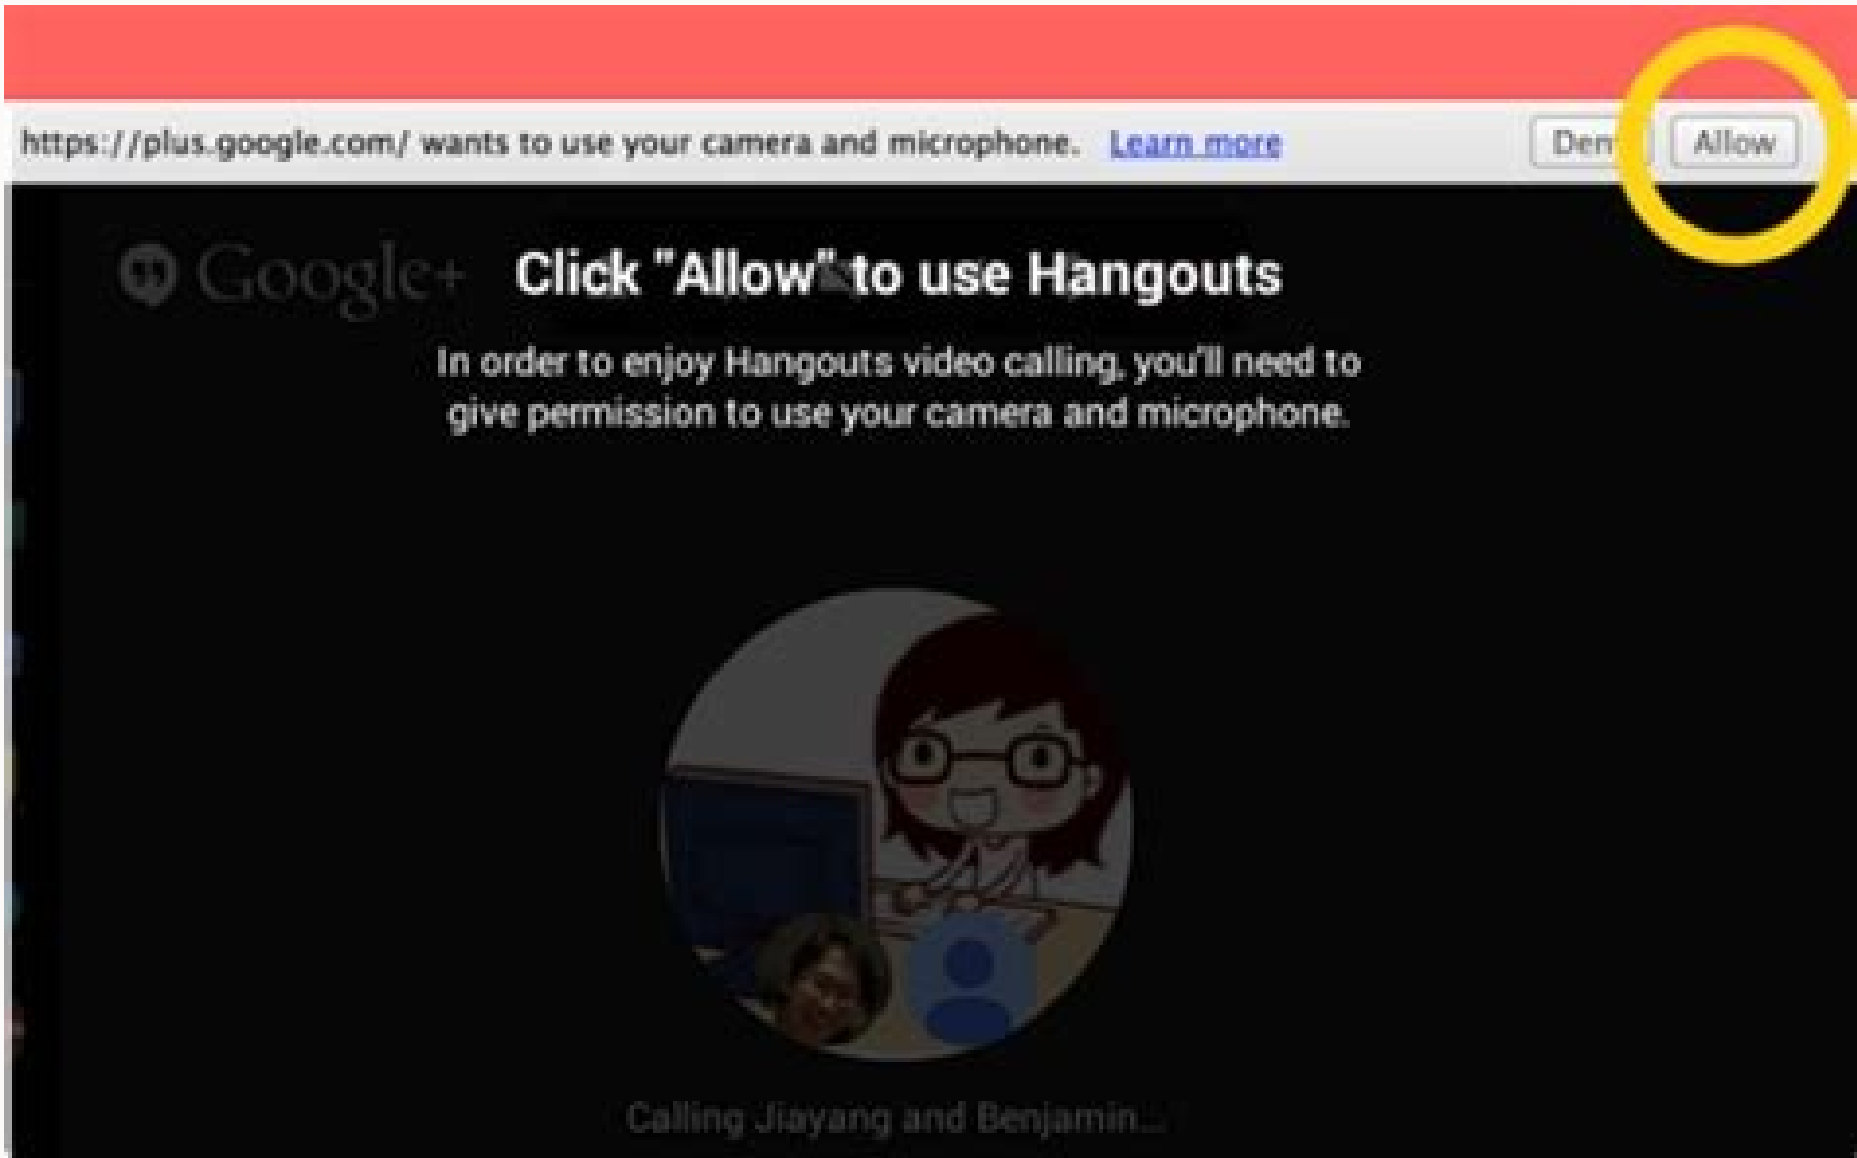 https://plus.google.com/ wants to use your camera and microphone. Learn more Den Allow
Google+ Click "Allow" to use Hangouts
In order to enjoy Hangouts video calling, you'll need to
give permission to use your camera and microphone.
Calling Jiayang and Benjamin...